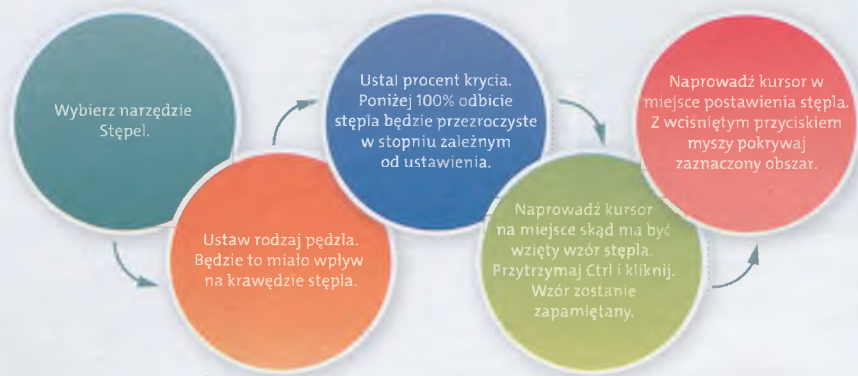 Wybierz narzędzie
Stępel.
Ustaw rodzaj pędzla.
Będzie to miało wpływ
na krawędzie stępla.
Ustal procent krycia.
Poniżej 100% odbicie
stępla będzie przezroczyste
w stopniu zależnym
od ustawienia.
Naprowadź kursor
na miejsce skąd ma być
wzięty wzór stępla.
Przytrzymaj Ctrl i kliknij.
Wzór zostanie
zapamiętany.
Naprowadź kursor w
miejsce postawienia stępla.
Z wciśniętym przyciskiem
myszy pokrywaj
zaznaczony obszar.